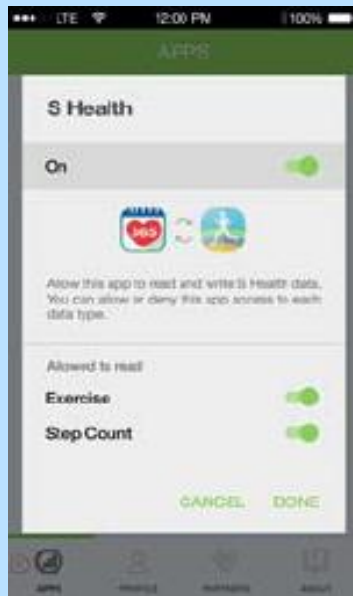 LTE 12:00 PM 100%
APPS
S Health
On
365
Allow this app to read and write S Health data.
You can allow or deny this app access to each
data type.
Allowed to read
Exercise
Step Count
CANCEL DONE
APPS PROFILE PARTNERS ABOUT